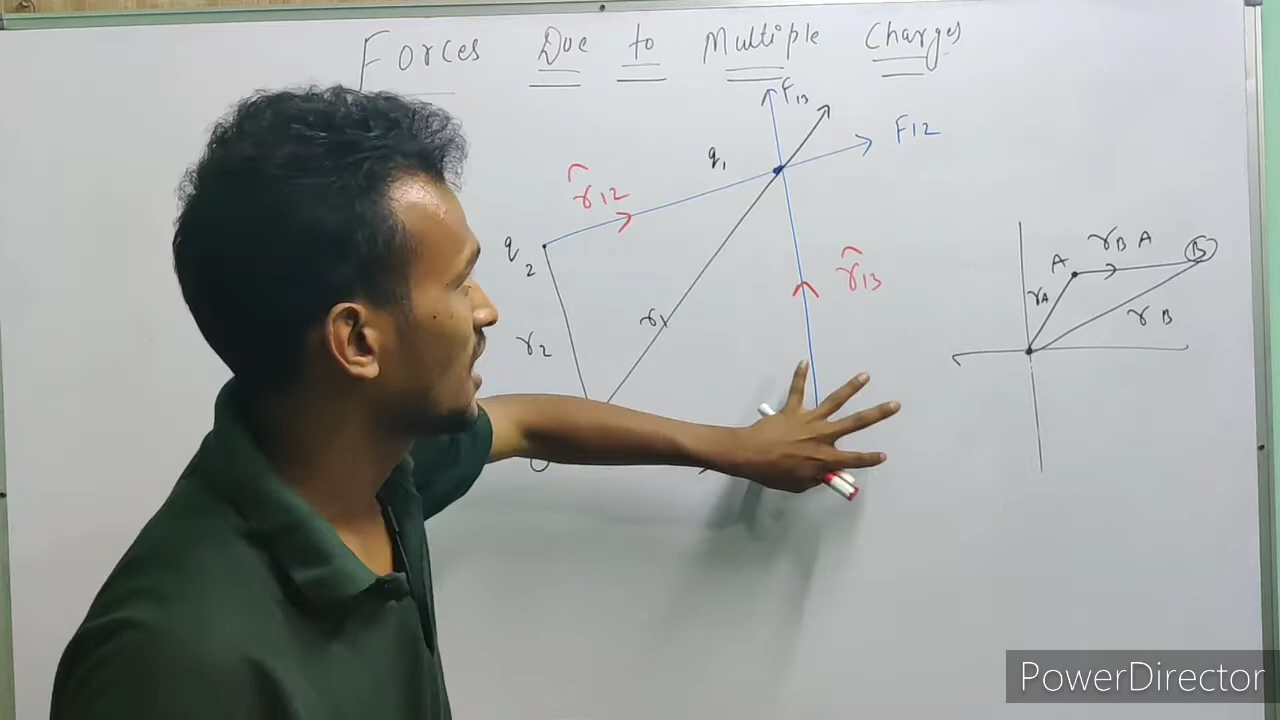 Forces Due to Multiple Charges
F13
F12
q1
r̂12
q2
r̂13
r1
r2
A
rBA
B
rA
rB
O
PowerDirector